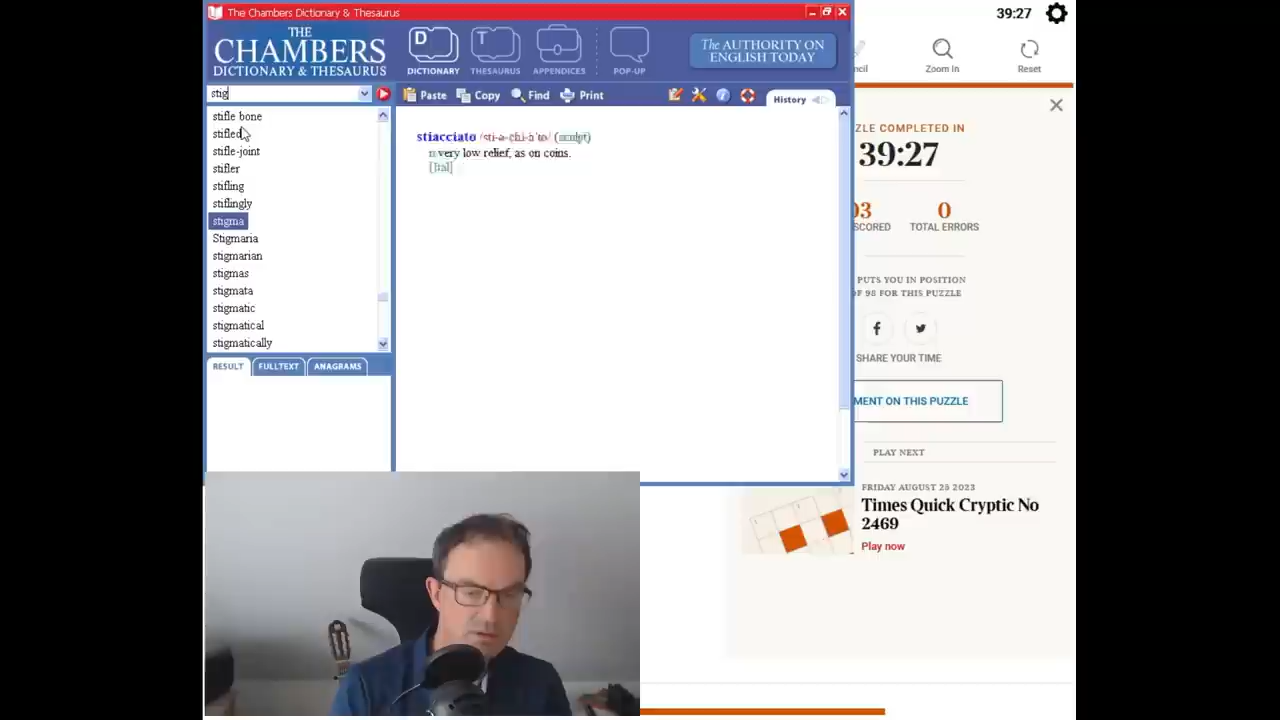 The Chambers Dictionary & Thesaurus
39:27
THE
CHAMBERS
DICTIONARY & THESAURUS
D
DICTIONARY
T
THESAURUS
APPENDICES
POP-UP
The AUTHORITY ON
ENGLISH TODAY
ncil
Zoom In
Reset
stig
Paste
Copy
Find
Print
i
History
stifle bone
stifled
stifle-joint
stifler
stifling
stiflingly
stigma
Stigmaria
stigmarian
stigmas
stigmata
stigmatic
stigmatical
stigmatically
stiacciato
n very low relief, as on coins.
[Ital]
RESULT
FULLTEXT
ANAGRAMS
ZLE COMPLETED IN
39:27
03
0
SCORED
TOTAL ERRORS
PUTS YOU IN POSITION
OF 98 FOR THIS PUZZLE
SHARE YOUR TIME
MENT ON THIS PUZZLE
PLAY NEXT
FRIDAY AUGUST 25 2023
Times Quick Cryptic No
2469
Play now